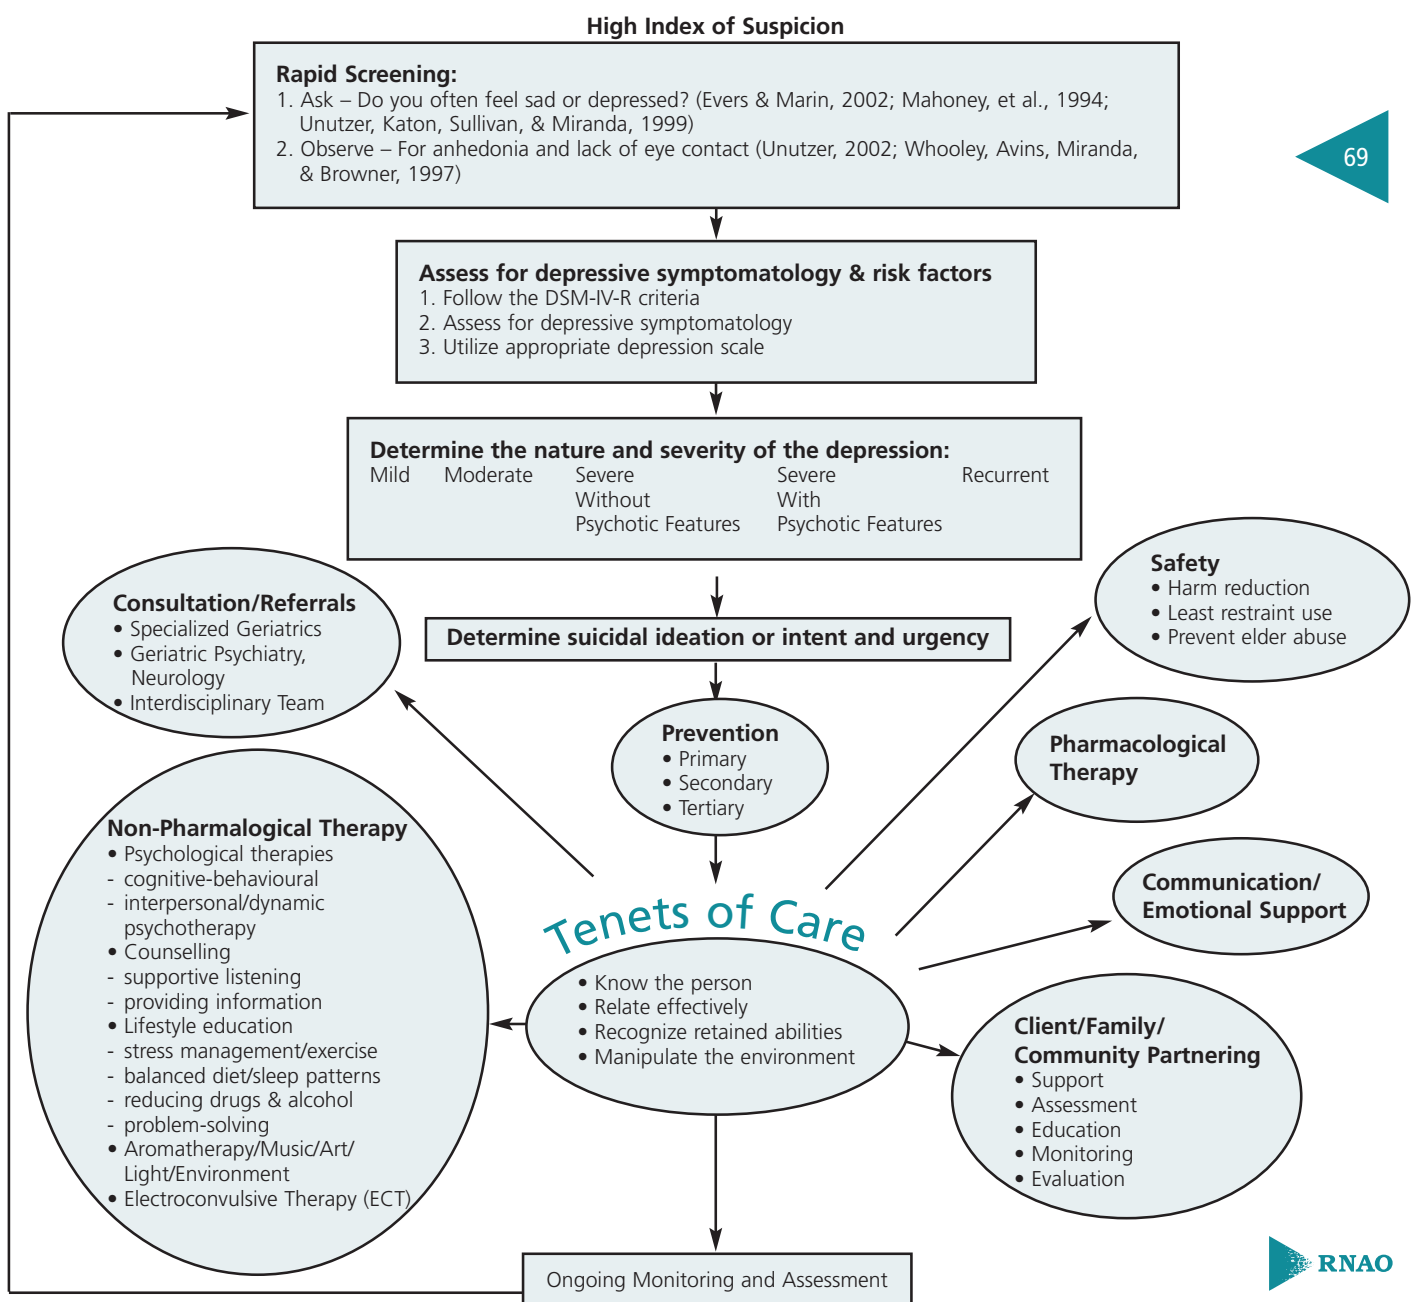 High Index of Suspicion
Rapid Screening:
1. Ask – Do you often feel sad or depressed? (Evers & Marin, 2002; Mahoney, et al., 1994;
Unutzer, Katon, Sullivan, & Miranda, 1999)
2. Observe – For anhedonia and lack of eye contact (Unutzer, 2002; Whooley, Avins, Miranda,
& Browner, 1997)
69
Assess for depressive symptomatology & risk factors
1. Follow the DSM-IV-R criteria
2. Assess for depressive symptomatology
3. Utilize appropriate depression scale
Determine the nature and severity of the depression:
Mild Moderate Severe Severe Recurrent
Without With
Psychotic Features Psychotic Features
Determine suicidal ideation or intent and urgency
Consultation/Referrals
• Specialized Geriatrics
• Geriatric Psychiatry,
Neurology
• Interdisciplinary Team
Safety
• Harm reduction
• Least restraint use
• Prevent elder abuse
Prevention
• Primary
• Secondary
• Tertiary
Pharmacological
Therapy
Non-Pharmalogical Therapy
• Psychological therapies
- cognitive-behavioural
- interpersonal/dynamic
psychotherapy
• Counselling
- supportive listening
- providing information
• Lifestyle education
- stress management/exercise
- balanced diet/sleep patterns
- reducing drugs & alcohol
- problem-solving
• Aromatherapy/Music/Art/
Light/Environment
• Electroconvulsive Therapy (ECT)
Tenets of Care
• Know the person
• Relate effectively
• Recognize retained abilities
• Manipulate the environment
Communication/
Emotional Support
Client/Family/
Community Partnering
• Support
• Assessment
• Education
• Monitoring
• Evaluation
Ongoing Monitoring and Assessment
RNAO